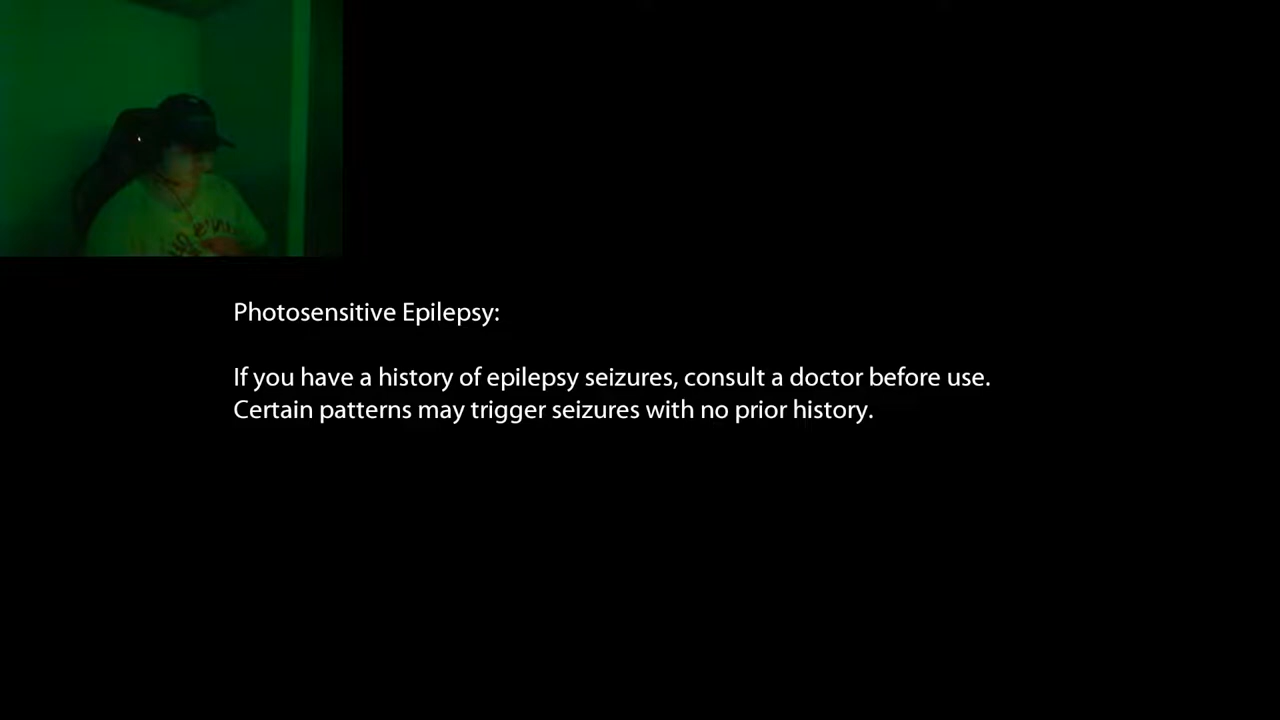 Photosensitive Epilepsy:
If you have a history of epilepsy seizures, consult a doctor before use.
Certain patterns may trigger seizures with no prior history.